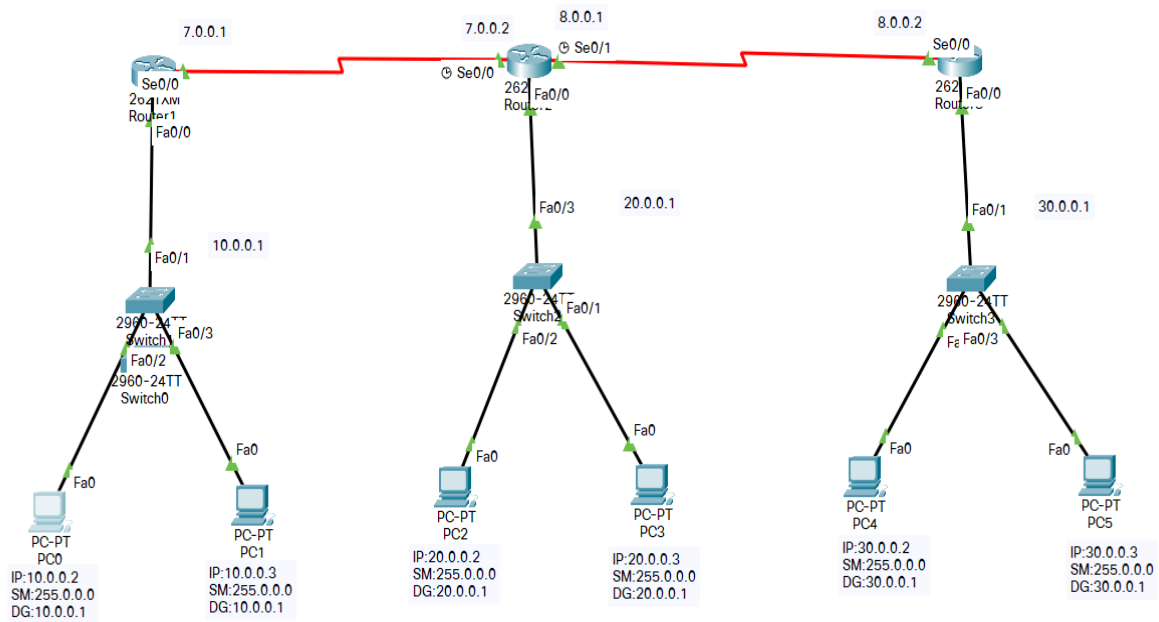 7.0.0.1
7.0.0.2
8.0.0.1
8.0.0.2
Se0/1
Se0/0
Se0/0
Se0/0
Router1
262
262
Fa0/0
Fa0/0
Fa0/0
Fa0/3
20.0.0.1
Fa0/1
30.0.0.1
10.0.0.1
Fa0/1
2960-24TT
Switch2
Fa0/1
Fa0/2
2960-24TT
Switch3
Fa0/3
2960-24TT
Switch
Fa0/3
Fa0/2
2960-24TT
Switch0
Fa0
Fa0
Fa0
Fa0
Fa0
Fa0
PC-PT
PC0
IP:10.0.0.2
SM:255.0.0.0
DG:10.0.0.1
PC-PT
PC1
IP:10.0.0.3
SM:255.0.0.0
DG:10.0.0.1
PC-PT
PC2
IP:20.0.0.2
SM:255.0.0.0
DG:20.0.0.1
PC-PT
PC3
IP:20.0.0.3
SM:255.0.0.0
DG:20.0.0.1
PC-PT
PC4
IP:30.0.0.2
SM:255.0.0.0
DG:30.0.0.1
PC-PT
PC5
IP:30.0.0.3
SM:255.0.0.0
DG:30.0.0.1